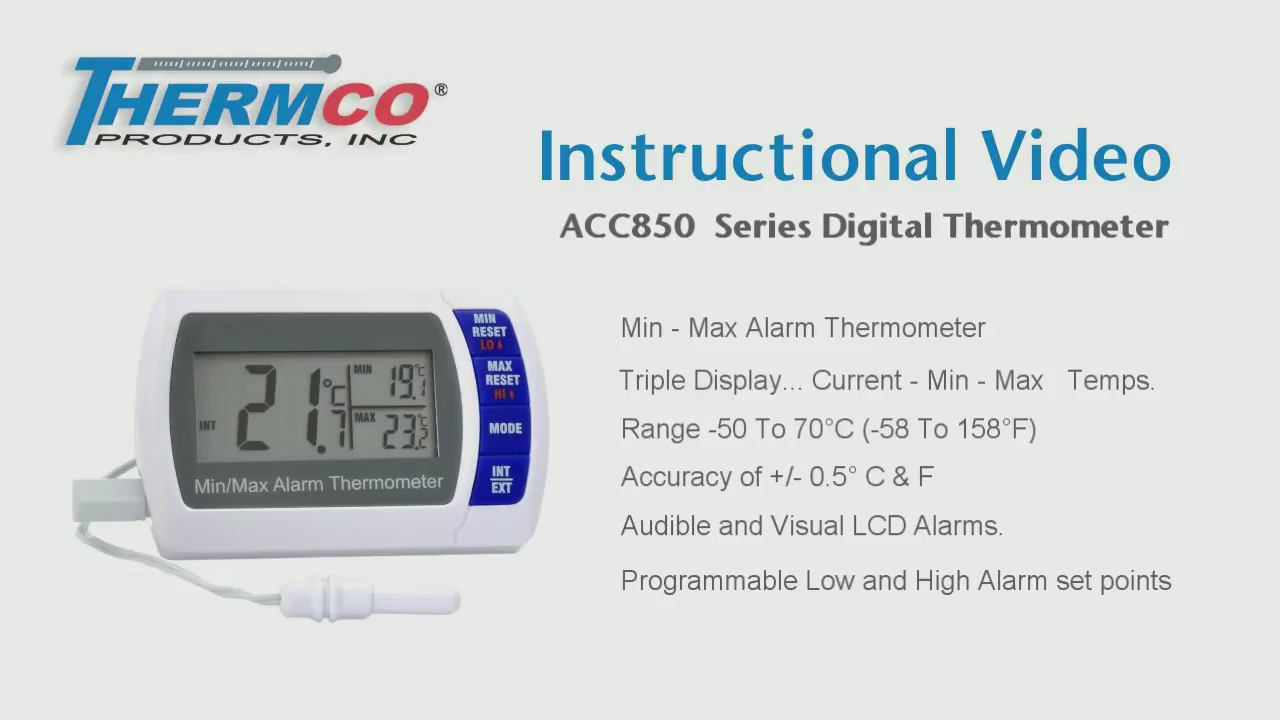 THERMCO®
PRODUCTS, INC
Instructional Video
ACC850 Series Digital Thermometer
Min - Max Alarm Thermometer
Triple Display... Current - Min - Max Temps.
Range -50 To 70°C (-58 To 158°F)
Accuracy of +/- 0.5° C & F
Audible and Visual LCD Alarms.
Programmable Low and High Alarm set points
INT
21.7°C
MIN
19.1°C
MAX
23.2°C
Min/Max Alarm Thermometer
MIN
RESET
LO
MAX
RESET
HI
MODE
INT
EXT